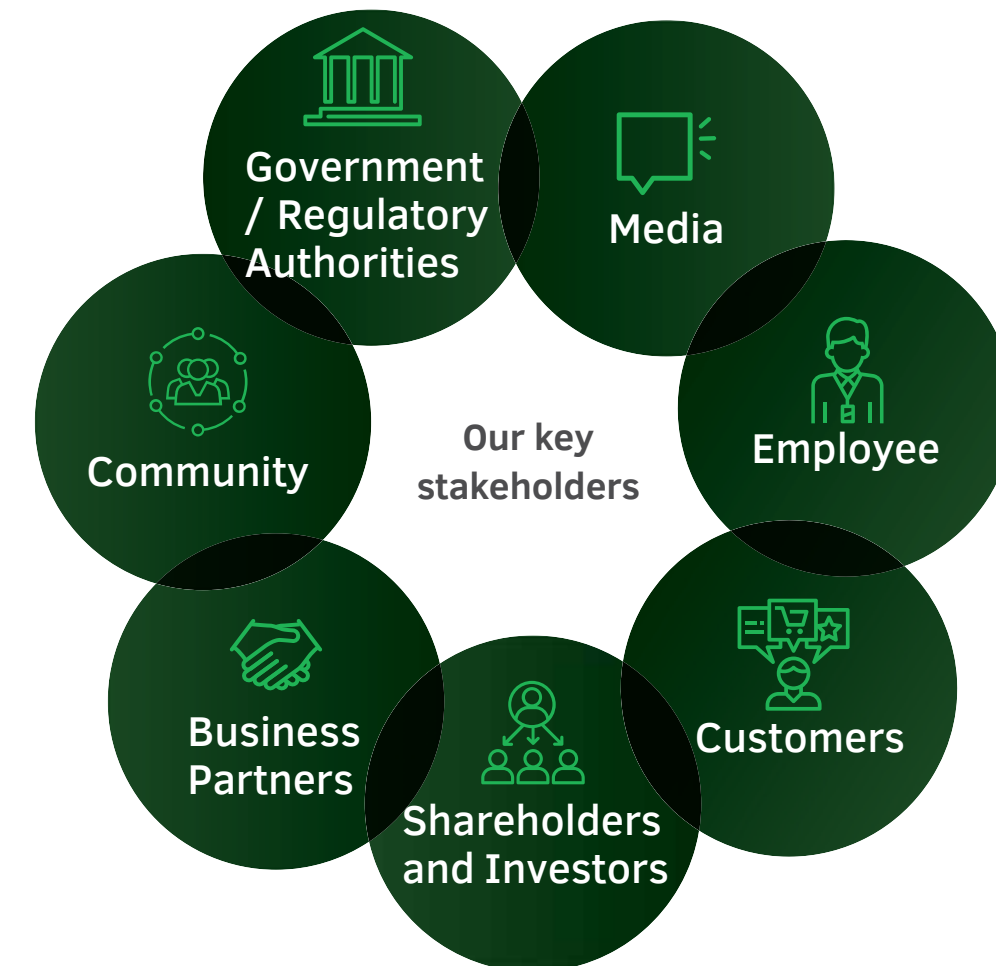 Government
/ Regulatory
Authorities
Media
Community
Our key
stakeholders
Employee
Business
Partners
Customers
Shareholders
and Investors